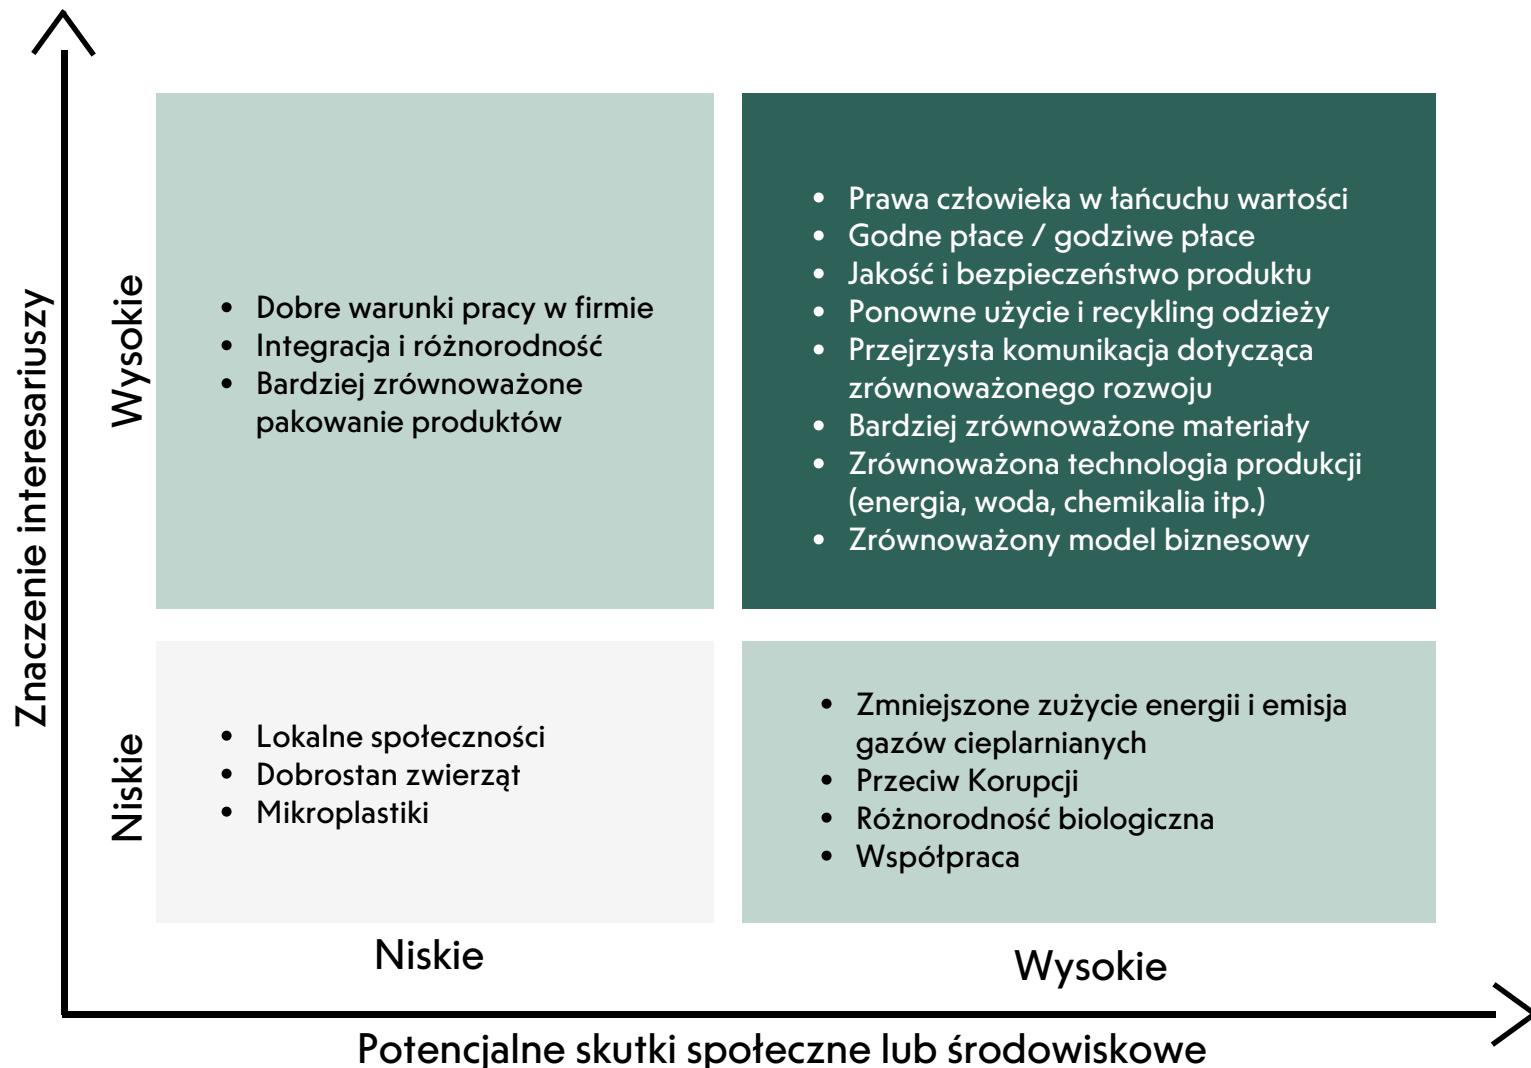 Znaczenie interesariuszy
Wysokie
Niskie
• Dobre warunki pracy w firmie
• Integracja i różnorodność
• Bardziej zrównoważone
pakowanie produktów
• Prawa człowieka w łańcuchu wartości
• Godne płace / godziwe płace
• Jakość i bezpieczeństwo produktu
• Ponowne użycie i recykling odzieży
• Przejrzysta komunikacja dotycząca
zrównoważonego rozwoju
• Bardziej zrównoważone materiały
• Zrównoważona technologia produkcji
(energia, woda, chemikalia itp.)
• Zrównoważony model biznesowy
• Lokalne społeczności
• Dobrostan zwierząt
• Mikroplastiki
• Zmniejszone zużycie energii i emisja
gazów cieplarnianych
• Przeciw Korupcji
• Różnorodność biologiczna
• Współpraca
Niskie
Wysokie
Potencjalne skutki społeczne lub środowiskowe